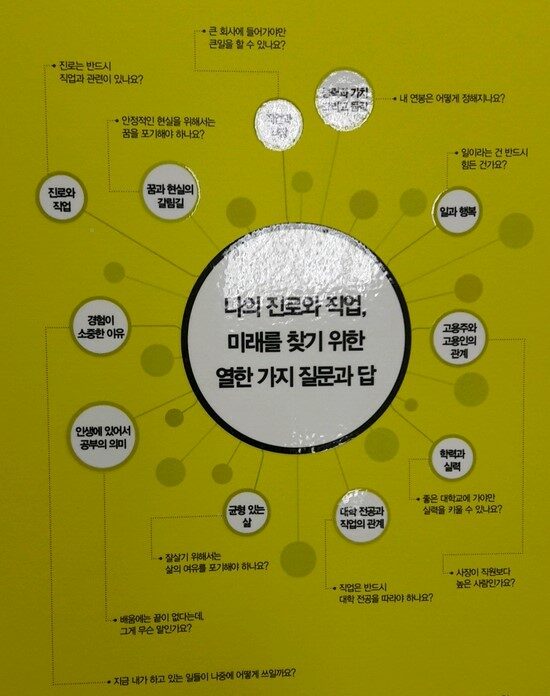 큰 회사에 들어가야만
큰일을 할 수 있나요?
진로는 반드시
직업과 관련이 있나요?
내 연봉은 어떻게 정해지나요?
안정적인 현실을 위해서는
꿈을 포기해야 하나요?
일이라는 건 반드시
힘든 건가요?
진로와
직업
꿈과 현실의
갈림길
일과 행복
나의 진로와 직업,
미래를 찾기 위한
열한 가지 질문과 답
경험이
소중한 이유
고용주와
고용인의
관계
인생에 있어서
공부의 의미
학력과
실력
좋은 대학교에 가야만
실력을 키울 수 있나요?
균형 있는
삶
대학 전공과
직업의 관계
잘살기 위해서는
삶의 여유를 포기해야 하나요?
사장이 직원보다
높은 사람인가요?
직업은 반드시
대학 전공을 따라야 하나요?
배움에는 끝이 없다는데,
그게 무슨 말인가요?
지금 내가 하고 있는 일들이 나중에 어떻게 쓰일까요?